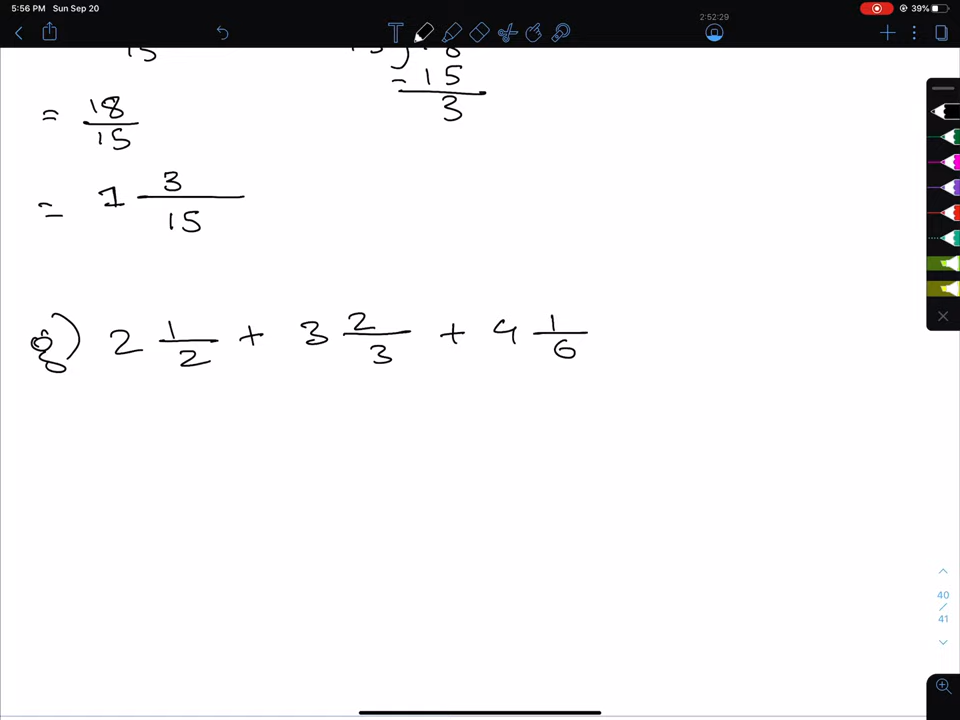 5:56 PM Sun Sep 20
39%
2:52:29
T
15
- 15
3
= 18/15
= 1 3/15
g) 2 1/2 + 3 2/3 + 4 1/6
40
/
41